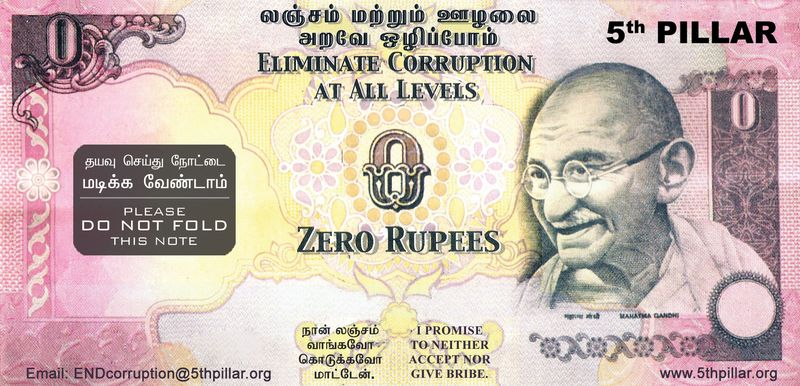 லஞ்சம் மற்றும் ஊழலை
அறவே ஒழிப்போம்
ELIMINATE CORRUPTION
AT ALL LEVELS
5th PILLAR
0
0
0
தயவு செய்து நோட்டை
மடிக்க வேண்டாம்
PLEASE
DO NOT FOLD
THIS NOTE
ZERO RUPEES
महात्मा गांधी MAHATMA GANDHI
நான் லஞ்சம்
வாங்கவோ
கொடுக்கவோ
மாட்டேன்.
I PROMISE
TO NEITHER
ACCEPT NOR
GIVE BRIBE.
Email: ENDcorruption@5thpillar.org
www.5thpillar.org